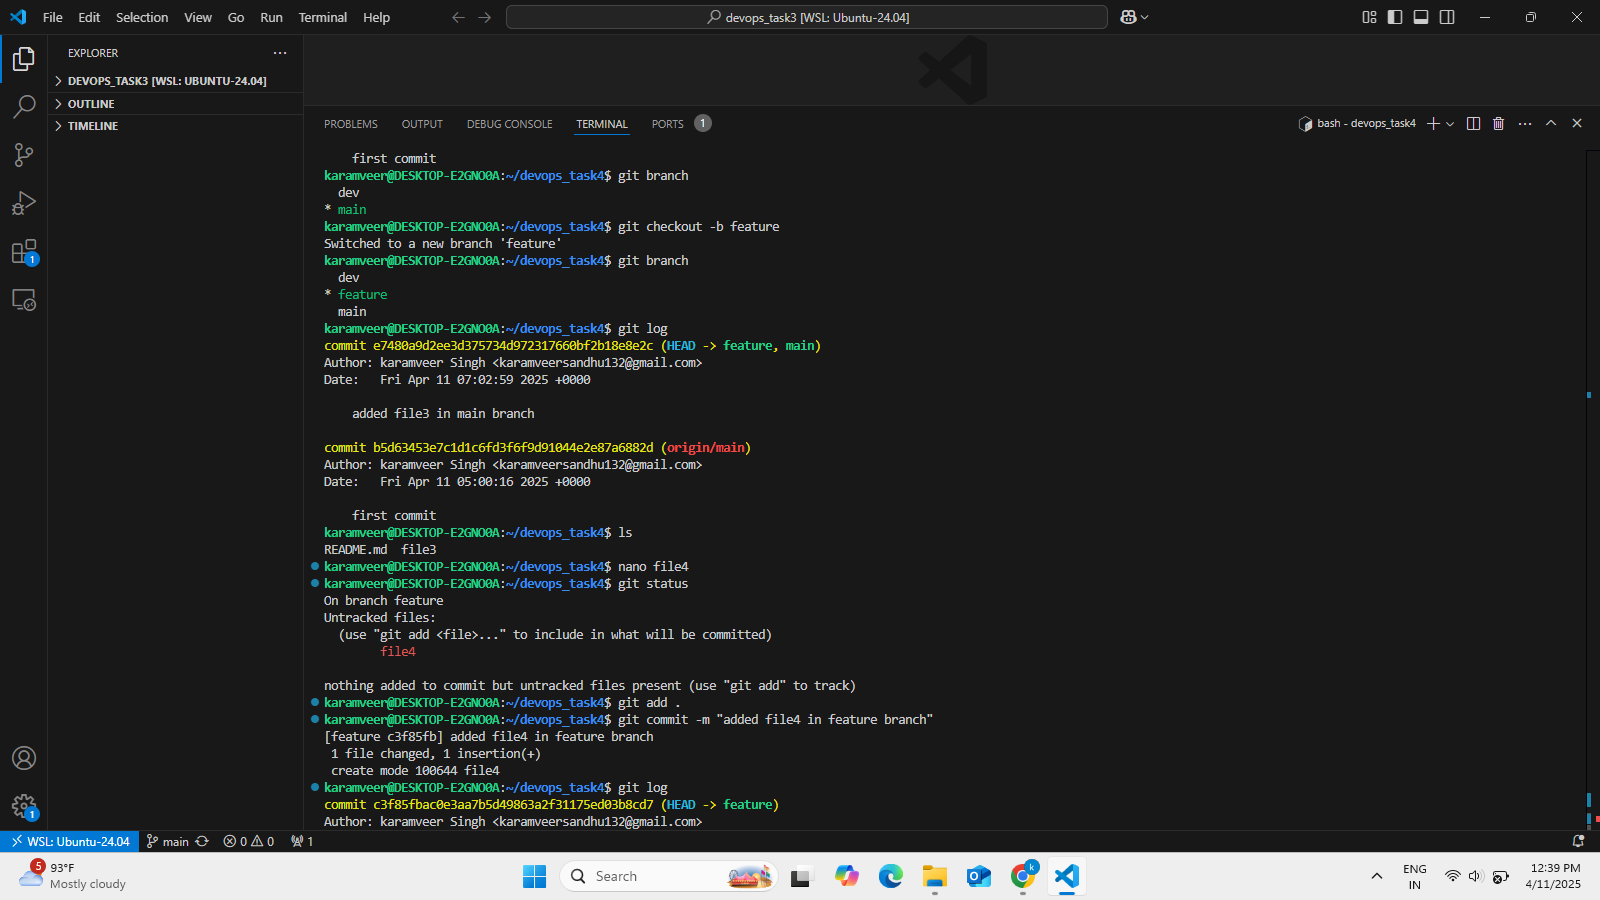 File Edit Selection View Go Run Terminal Help
devops_task3 [WSL: Ubuntu-24.04]
EXPLORER
DEVOPS_TASK3 [WSL: UBUNTU-24.04]
OUTLINE
TIMELINE
1
1
PROBLEMS OUTPUT DEBUG CONSOLE TERMINAL PORTS 1
bash - devops_task4
    first commit
karamveer@DESKTOP-E2GNO0A:~/devops_task4$ git branch
  dev
* main
karamveer@DESKTOP-E2GNO0A:~/devops_task4$ git checkout -b feature
Switched to a new branch 'feature'
karamveer@DESKTOP-E2GNO0A:~/devops_task4$ git branch
  dev
* feature
  main
karamveer@DESKTOP-E2GNO0A:~/devops_task4$ git log
commit e7480a9d2ee3d375734d972317660bf2b18e8e2c (HEAD -> feature, main)
Author: karamveer Singh <karamveersandhu132@gmail.com>
Date:   Fri Apr 11 07:02:59 2025 +0000
    added file3 in main branch
commit b5d63453e7c1d1c6fd3f6f9d91044e2e87a6882d (origin/main)
Author: karamveer Singh <karamveersandhu132@gmail.com>
Date:   Fri Apr 11 05:00:16 2025 +0000
    first commit
karamveer@DESKTOP-E2GNO0A:~/devops_task4$ ls
README.md  file3
karamveer@DESKTOP-E2GNO0A:~/devops_task4$ nano file4
karamveer@DESKTOP-E2GNO0A:~/devops_task4$ git status
On branch feature
Untracked files:
  (use "git add <file>..." to include in what will be committed)
        file4
nothing added to commit but untracked files present (use "git add" to track)
karamveer@DESKTOP-E2GNO0A:~/devops_task4$ git add .
karamveer@DESKTOP-E2GNO0A:~/devops_task4$ git commit -m "added file4 in feature branch"
[feature c3f85fb] added file4 in feature branch
 1 file changed, 1 insertion(+)
 create mode 100644 file4
karamveer@DESKTOP-E2GNO0A:~/devops_task4$ git log
commit c3f85fbac0e3aa7b5d49863a2f31175ed03b8cd7 (HEAD -> feature)
Author: karamveer Singh <karamveersandhu132@gmail.com>
WSL: Ubuntu-24.04 main 0 0 1
5 93°F
Mostly cloudy
Search
k
ENG
IN
12:39 PM
4/11/2025